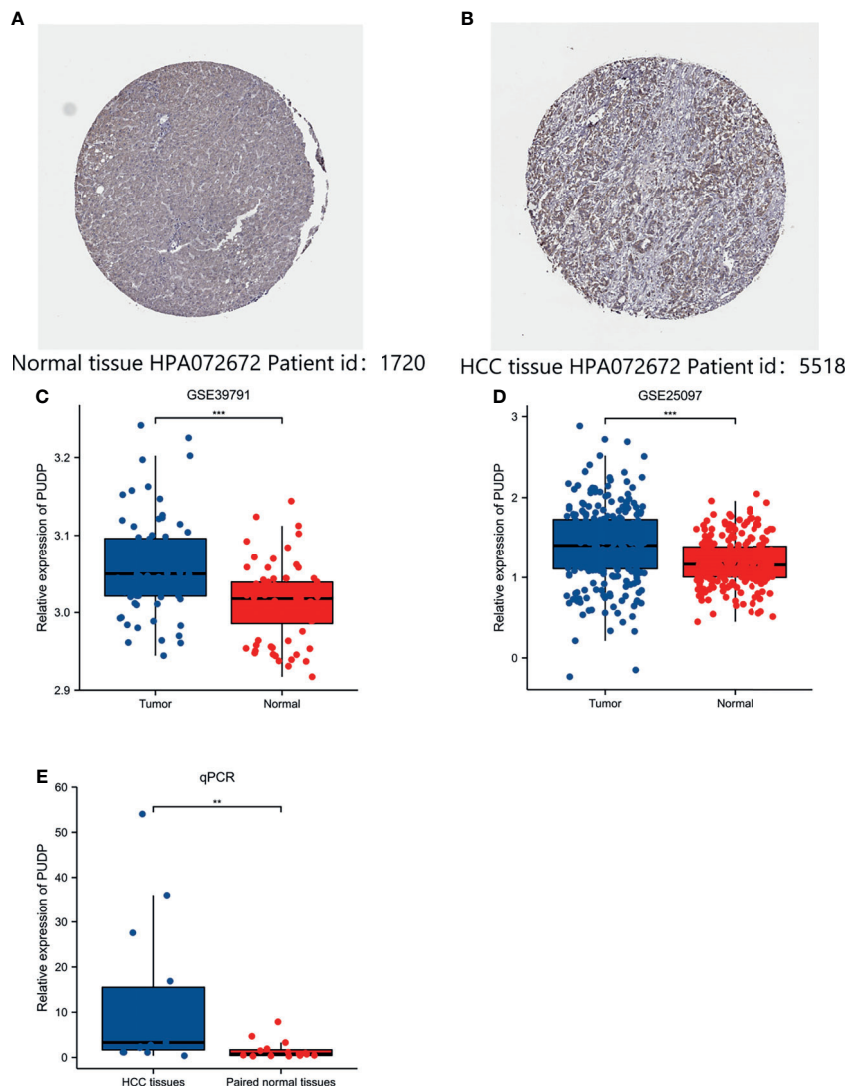 A
B
Normal tissue HPA072672 Patient id: 1720
HCC tissue HPA072672 Patient id: 5518
C
GSE39791
***
3.2
3.1
3.0
2.9
Relative expression of PUDP
Tumor
Normal
D
GSE25097
***
3
2
1
0
Relative expression of PUDP
Tumor
Normal
E
qPCR
**
60
50
40
30
20
10
0
Relative expression of PUDP
HCC tissues
Paired normal tissues